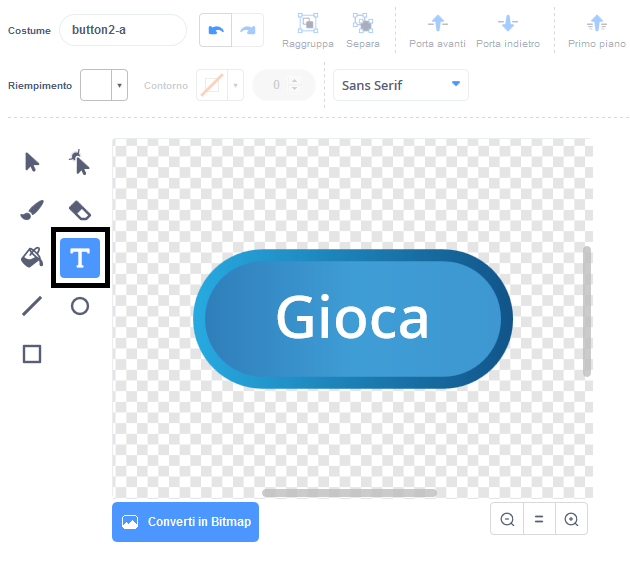 Costume
button2-a
Raggruppa
Separa
Porta avanti
Porta indietro
Primo piano
Riempimento
Contorno
0
Sans Serif
T
Gioca
Converti in Bitmap